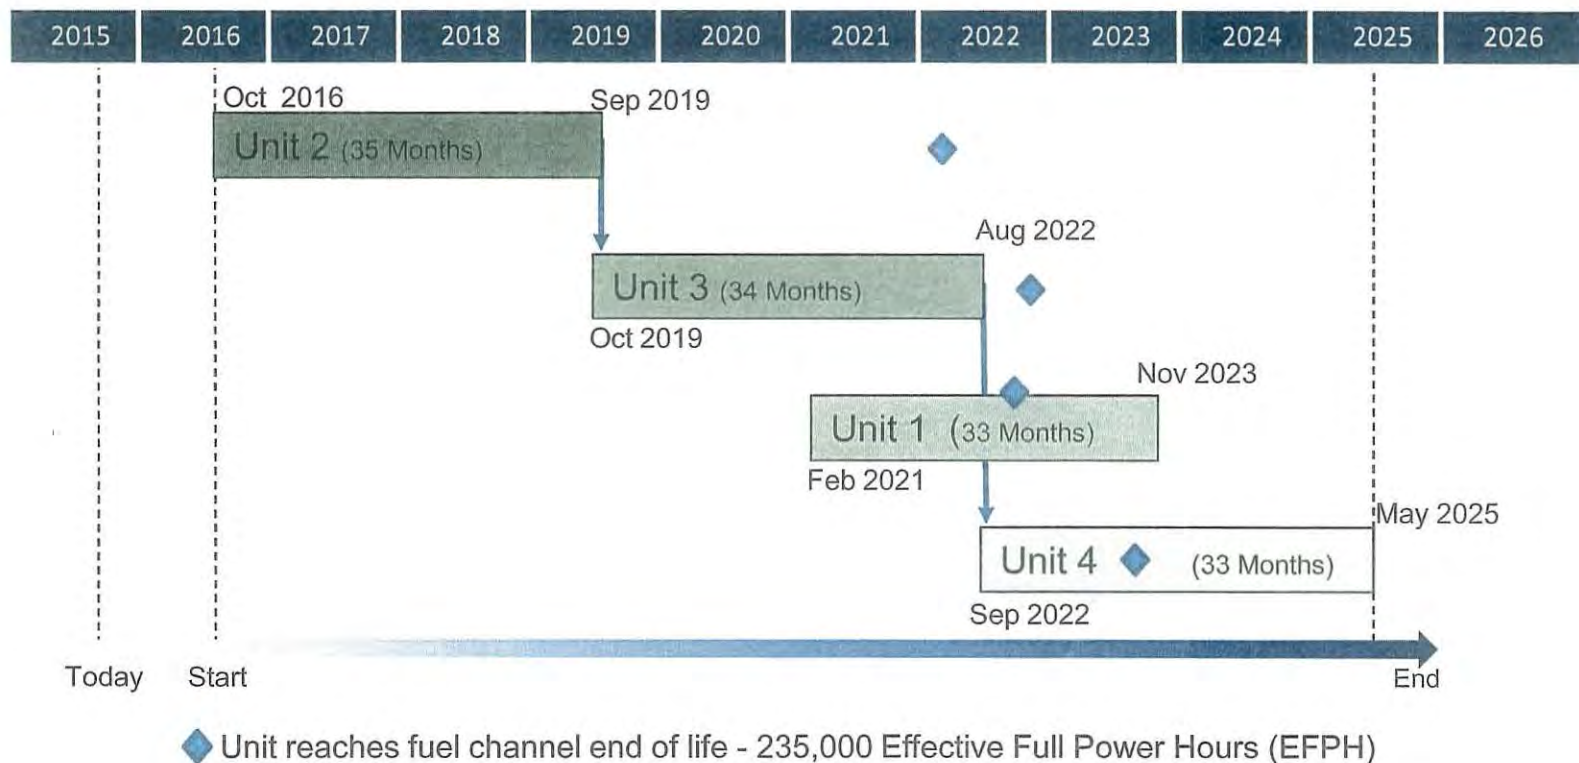 2015 2016 2017 2018 2019 2020 2021 2022 2023 2024 2025 2026
Oct 2016
Sep 2019
Unit 2 (35 Months)
Aug 2022
Unit 3 (34 Months)
Oct 2019
Nov 2023
Unit 1 (33 Months)
Feb 2021
May 2025
Unit 4 (33 Months)
Sep 2022
Today Start End
Unit reaches fuel channel end of life - 235,000 Effective Full Power Hours (EFPH)